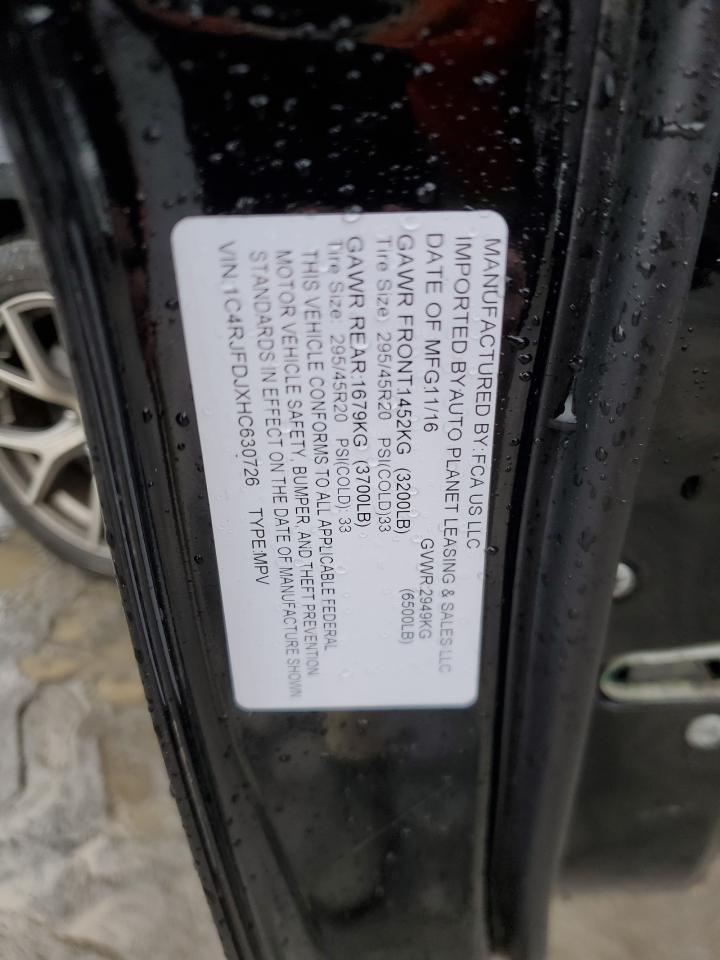 MANUFACTURED BY: FCA US LLC
IMPORTED BY AUTO PLANET LEASING & SALES LLC
DATE OF MFG:11/16 GVWR:2949KG
GAWR FRONT1452KG (3200LB) (6500LB)
Tire Size: 295/45R20 PSI(COLD)33
GAWR REAR:1679KG (3700LB)
Tire Size: 295/45R20 PSI(COLD): 33
THIS VEHICLE CONFORMS TO ALL APPLICABLE FEDERAL
MOTOR VEHICLE SAFETY, BUMPER, AND THEFT PREVENTION
STANDARDS IN EFFECT ON THE DATE OF MANUFACTURE SHOWN
VIN:1C4RJFDJXHC630726 TYPE:MPV